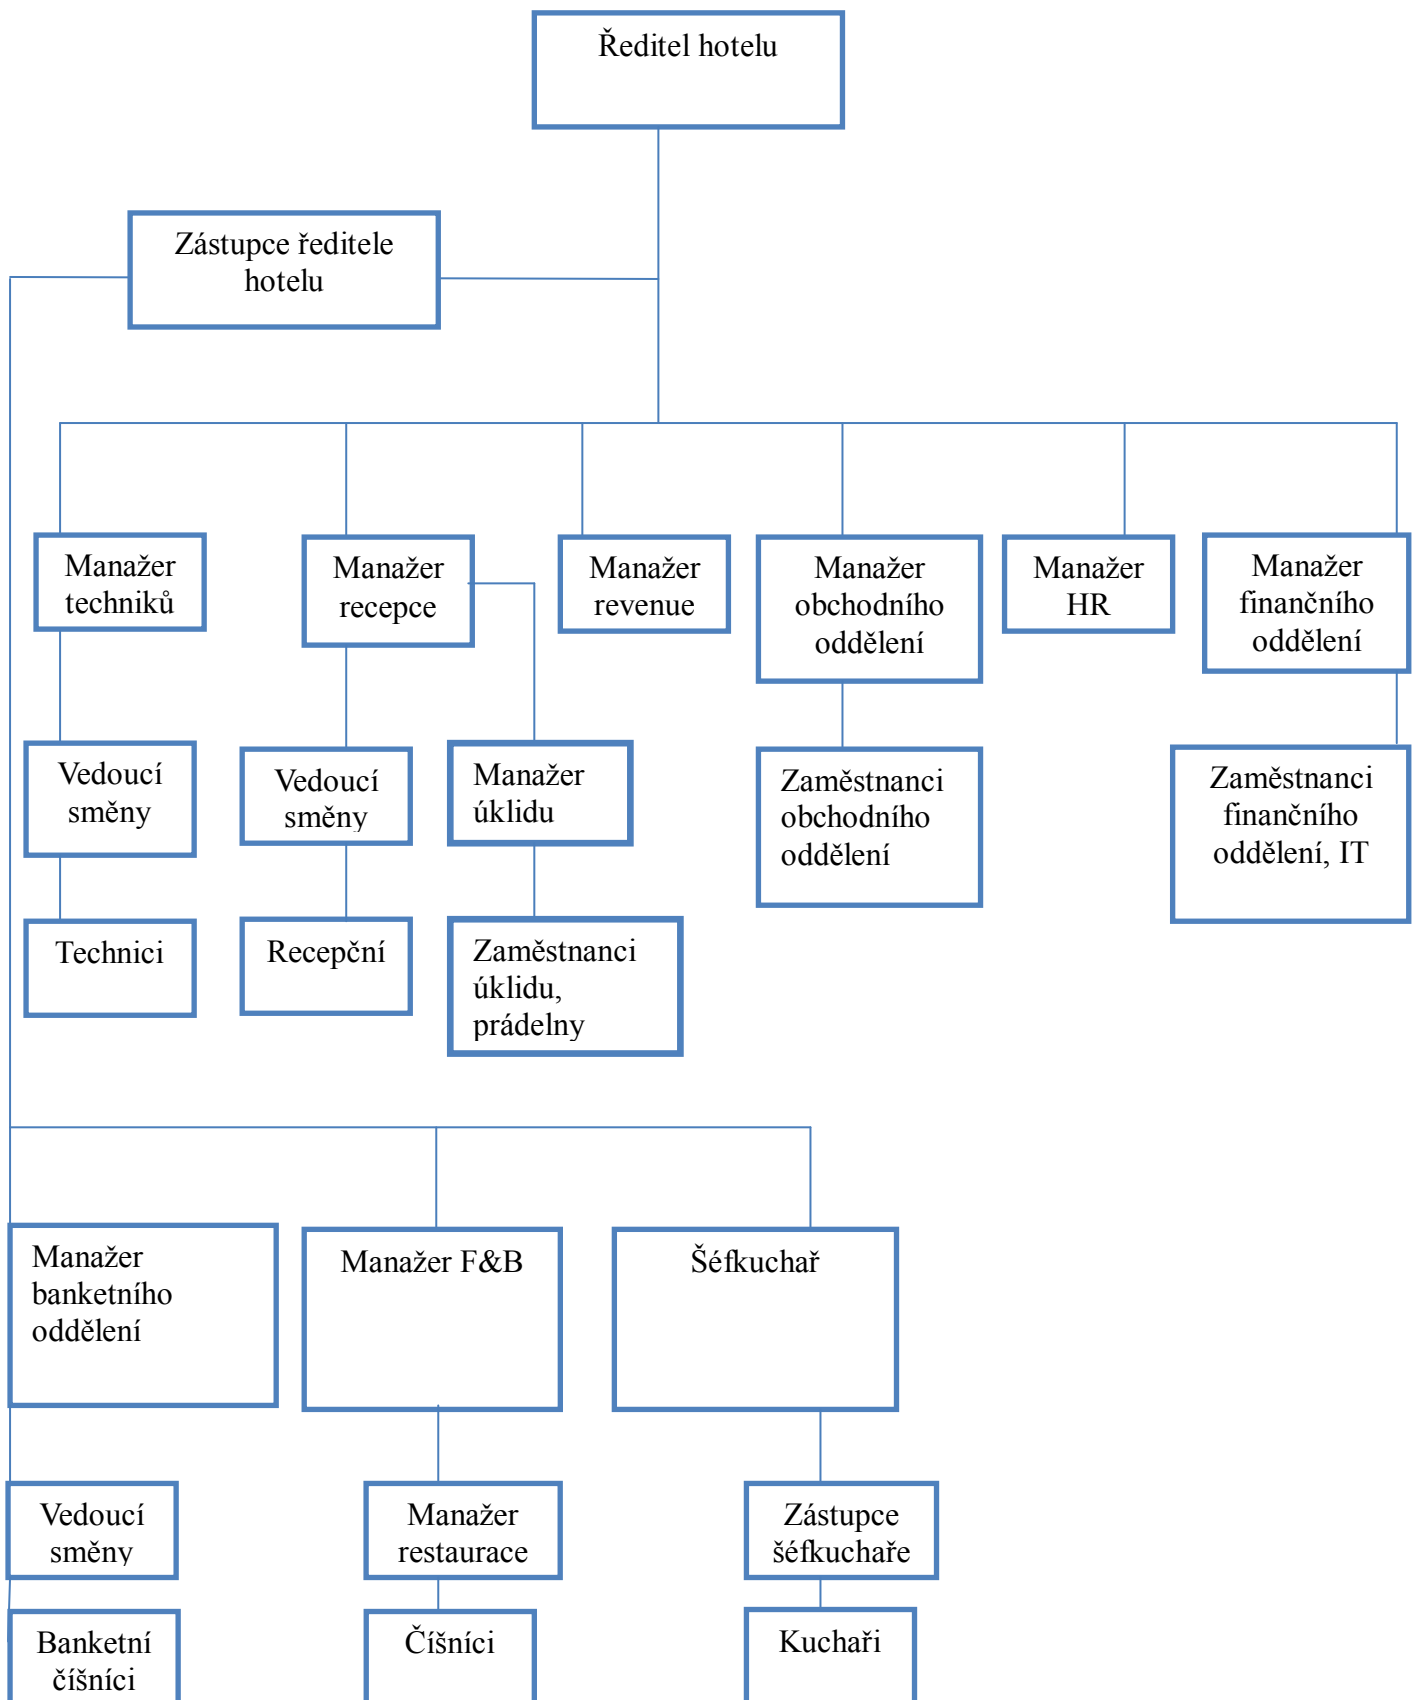 Ředitel hotelu
Zástupce ředitele
hotelu
Manažer
techniků
Manažer
recepce
Manažer
revenue
Manažer
obchodního
oddělení
Manažer
HR
Manažer
finančního
oddělení
Vedoucí
směny
Vedoucí
směny
Manažer
úklidu
Zaměstnanci
obchodního
oddělení
Zaměstnanci
finančního
oddělení, IT
Technici
Recepční
Zaměstnanci
úklidu,
prádelny
Manažer
banketního
oddělení
Manažer F&B
Šéfkuchař
Vedoucí
směny
Manažer
restaurace
Zástupce
šéfkuchaře
Banketní
číšníci
Číšníci
Kuchaři